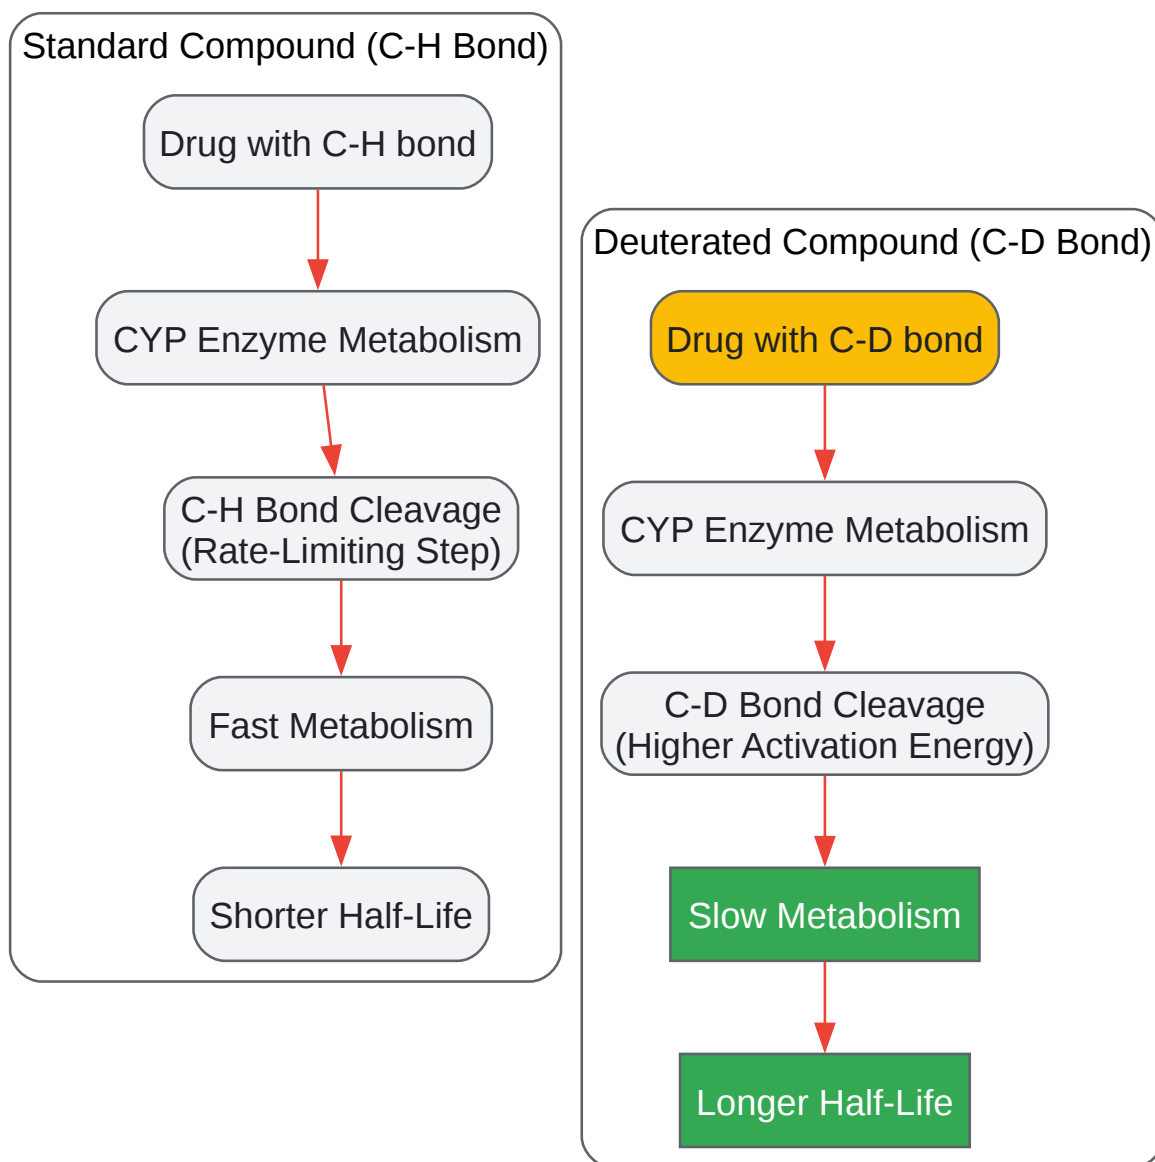 Standard Compound (C-H Bond)
Drug with C-H bond
CYP Enzyme Metabolism
C-H Bond Cleavage
(Rate-Limiting Step)
Fast Metabolism
Shorter Half-Life
Deuterated Compound (C-D Bond)
Drug with C-D bond
CYP Enzyme Metabolism
C-D Bond Cleavage
(Higher Activation Energy)
Slow Metabolism
Longer Half-Life